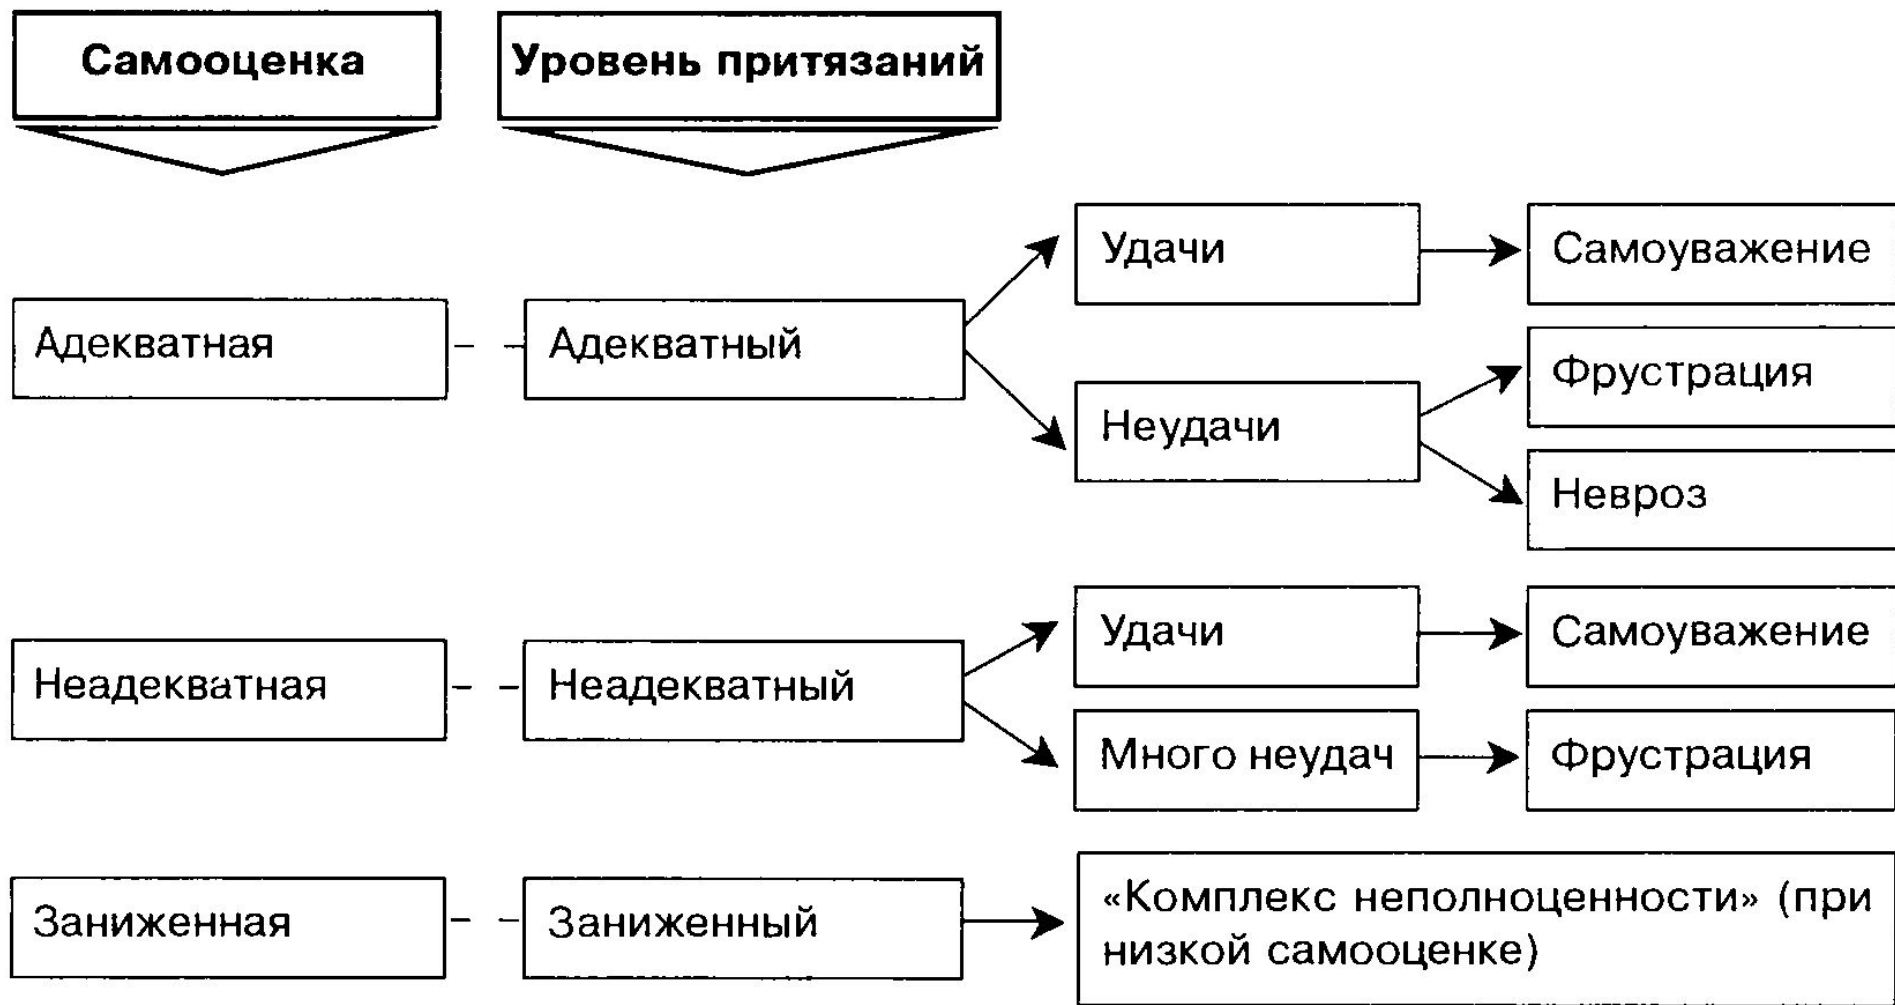 Самооценка
Уровень притязаний
Адекватная
Адекватный
Удачи
Самоуважение
Неудачи
Фрустрация
Невроз
Неадекватная
Неадекватный
Удачи
Самоуважение
Много неудач
Фрустрация
Заниженная
Заниженный
«Комплекс неполноценности» (при
низкой самооценке)